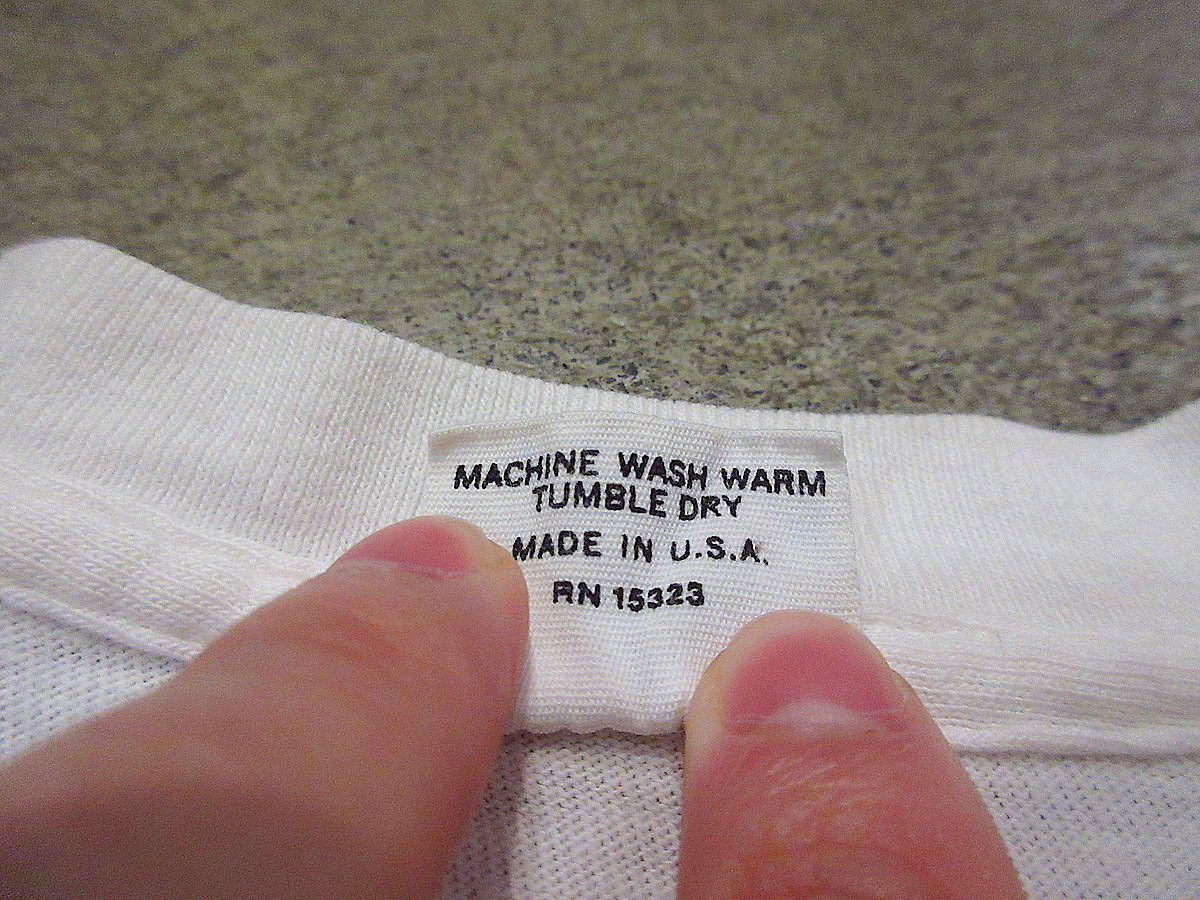 MACHINE WASH WARM
TUMBLE DRY
MADE IN U.S.A.
RN 15323